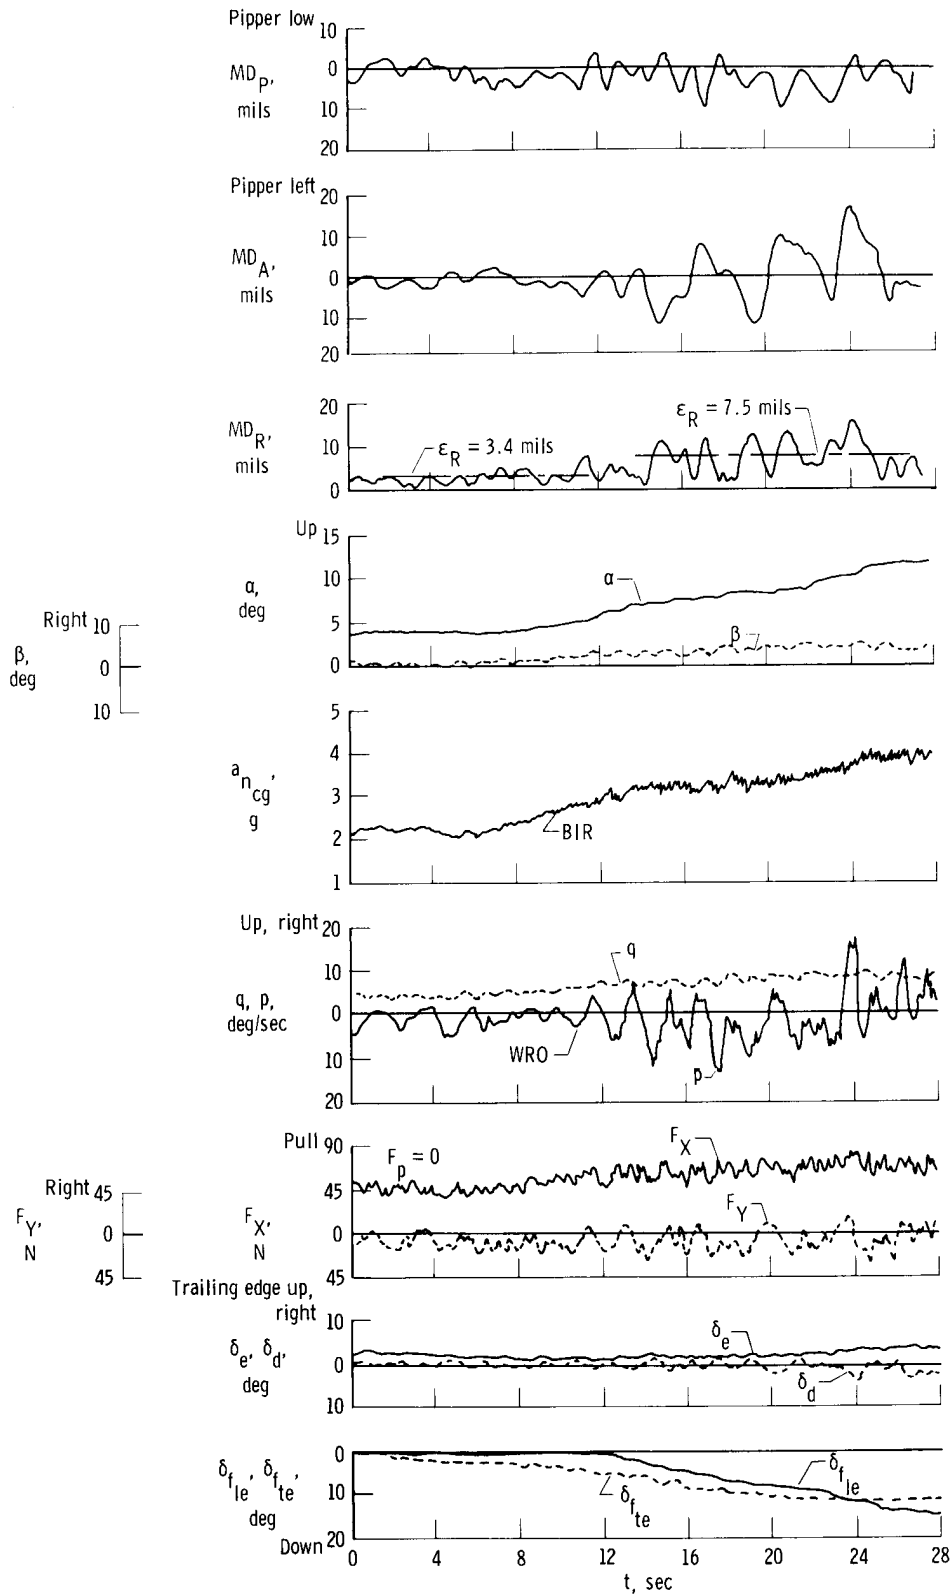 Pipper low
10
0
MD_P,
mils
10
20
Pipper left
20
10
MD_A,
mils
0
10
20
20
MD_R,
mils
10
0
ε_R = 3.4 mils
ε_R = 7.5 mils
Up 15
α,
deg
10
5
0
α
β
Right 10
β,
deg
0
10
5
a_n_cg,
g
4
3
2
1
BIR
Up, right 20
10
q, p,
deg/sec
0
10
20
q
WRO
p
Pull 90
F_X,
N
45
0
45
F_p = 0
F_X
F_Y
Right 45
F_Y,
N
0
45
Trailing edge up,
right
10
δ_e, δ_d,
deg
0
10
δ_e
δ_d
0
δ_f_le, δ_f_te,
deg
10
Down 20
δ_f_te
δ_f_le
0 4 8 12 16 20 24 28
t, sec